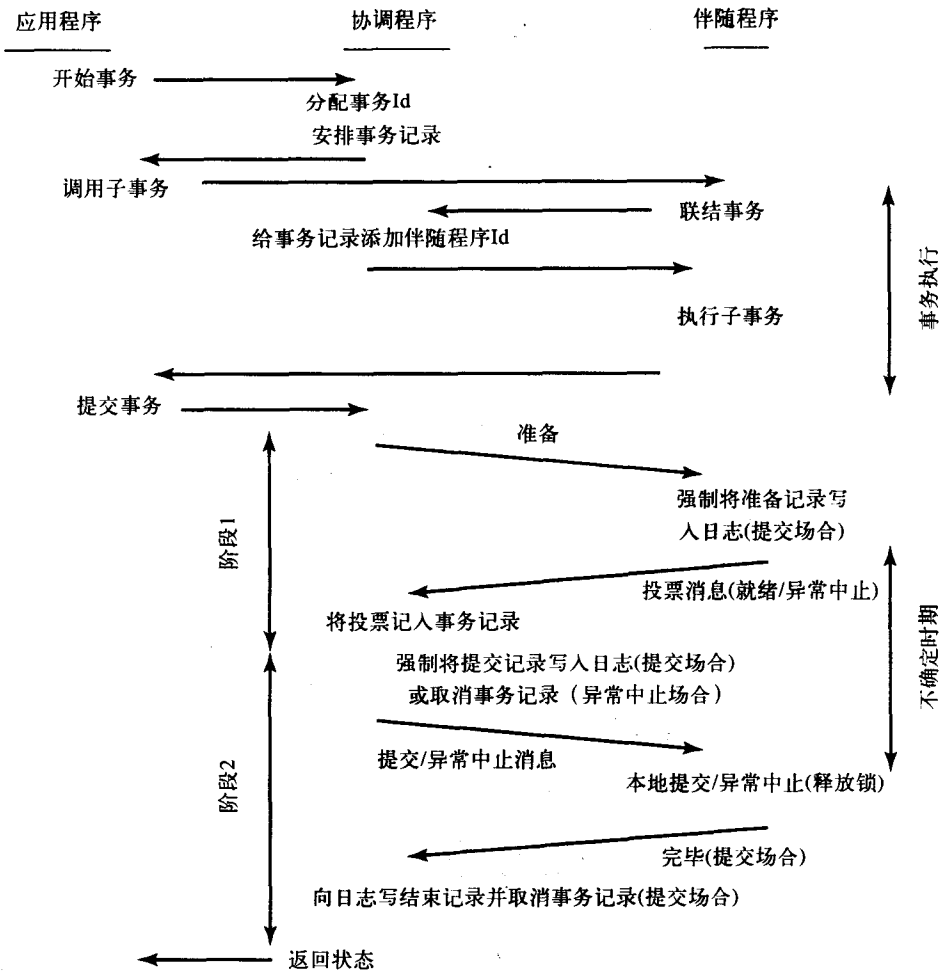 应用程序
协调程序
伴随程序
开始事务
分配事务Id
安排事务记录
调用子事务
联结事务
给事务记录添加伴随程序Id
执行子事务
事务执行
提交事务
准备
强制将准备记录写
入日志(提交场合)
阶段1
投票消息(就绪/异常中止)
将投票记入事务记录
不确定时期
强制将提交记录写入日志(提交场合)
或取消事务记录（异常中止场合）
提交/异常中止消息
阶段2
本地提交/异常中止(释放锁)
完毕(提交场合)
向日志写结束记录并取消事务记录(提交场合)
返回状态